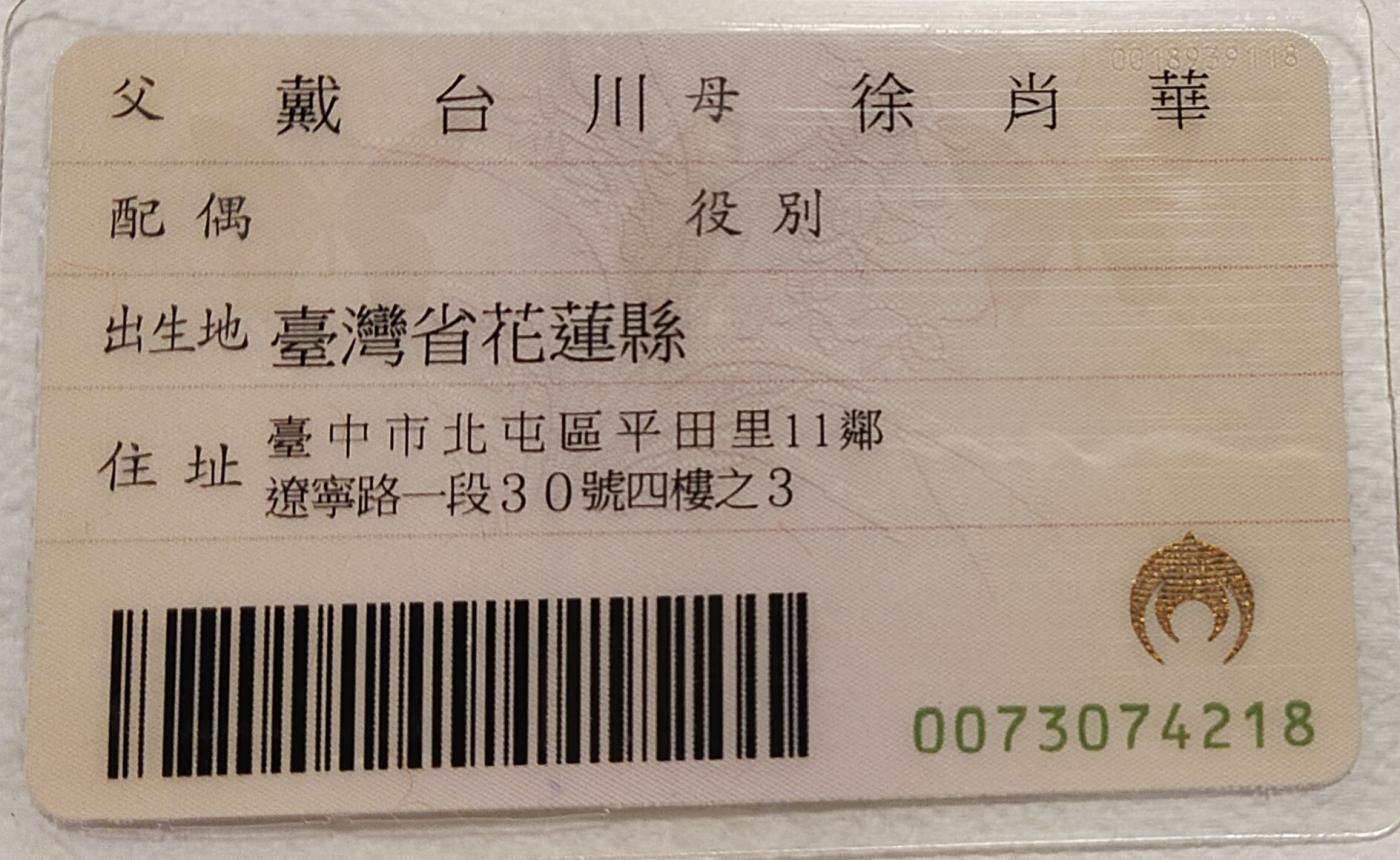 0018939118
父 戴台川 母 徐肖華
配偶 役別
出生地 臺灣省花蓮縣
住址 臺中市北屯區平田里11鄰
遼寧路一段30號四樓之3
0073074218